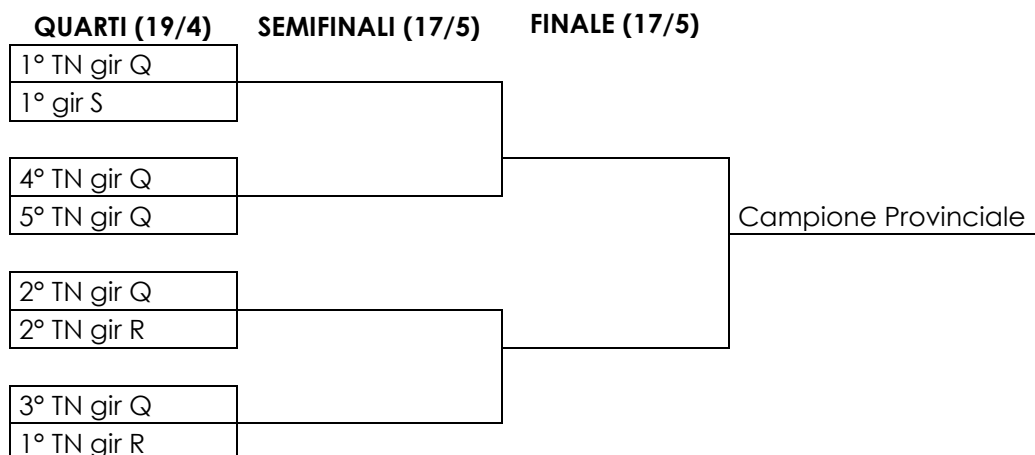 QUARTI (19/4) SEMIFINALI (17/5) FINALE (17/5)
1° TN gir Q
1° gir S
4° TN gir Q
5° TN gir Q
Campione Provinciale
2° TN gir Q
2° TN gir R
3° TN gir Q
1° TN gir R